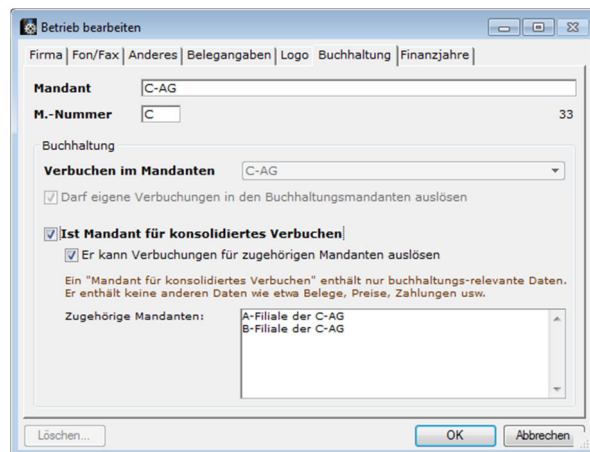 Betrieb bearbeiten
Firma Fon/Fax Anderes Belegangaben Logo Buchhaltung Finanzjahre
Mandant C-AG
M.-Nummer C 33
Buchhaltung
Verbuchen im Mandanten C-AG
Darf eigene Verbuchungen in den Buchhaltungsmandanten auslösen
Ist Mandant für konsolidiertes Verbuchen
Er kann Verbuchungen für zugehörigen Mandanten auslösen
Ein "Mandant für konsolidiertes Verbuchen" enthält nur buchhaltungs-relevante Daten.
Er enthält keine anderen Daten wie etwa Belege, Preise, Zahlungen usw.
Zugehörige Mandanten: A-Filiale der C-AG
B-Filiale der C-AG
Löschen... OK Abbrechen